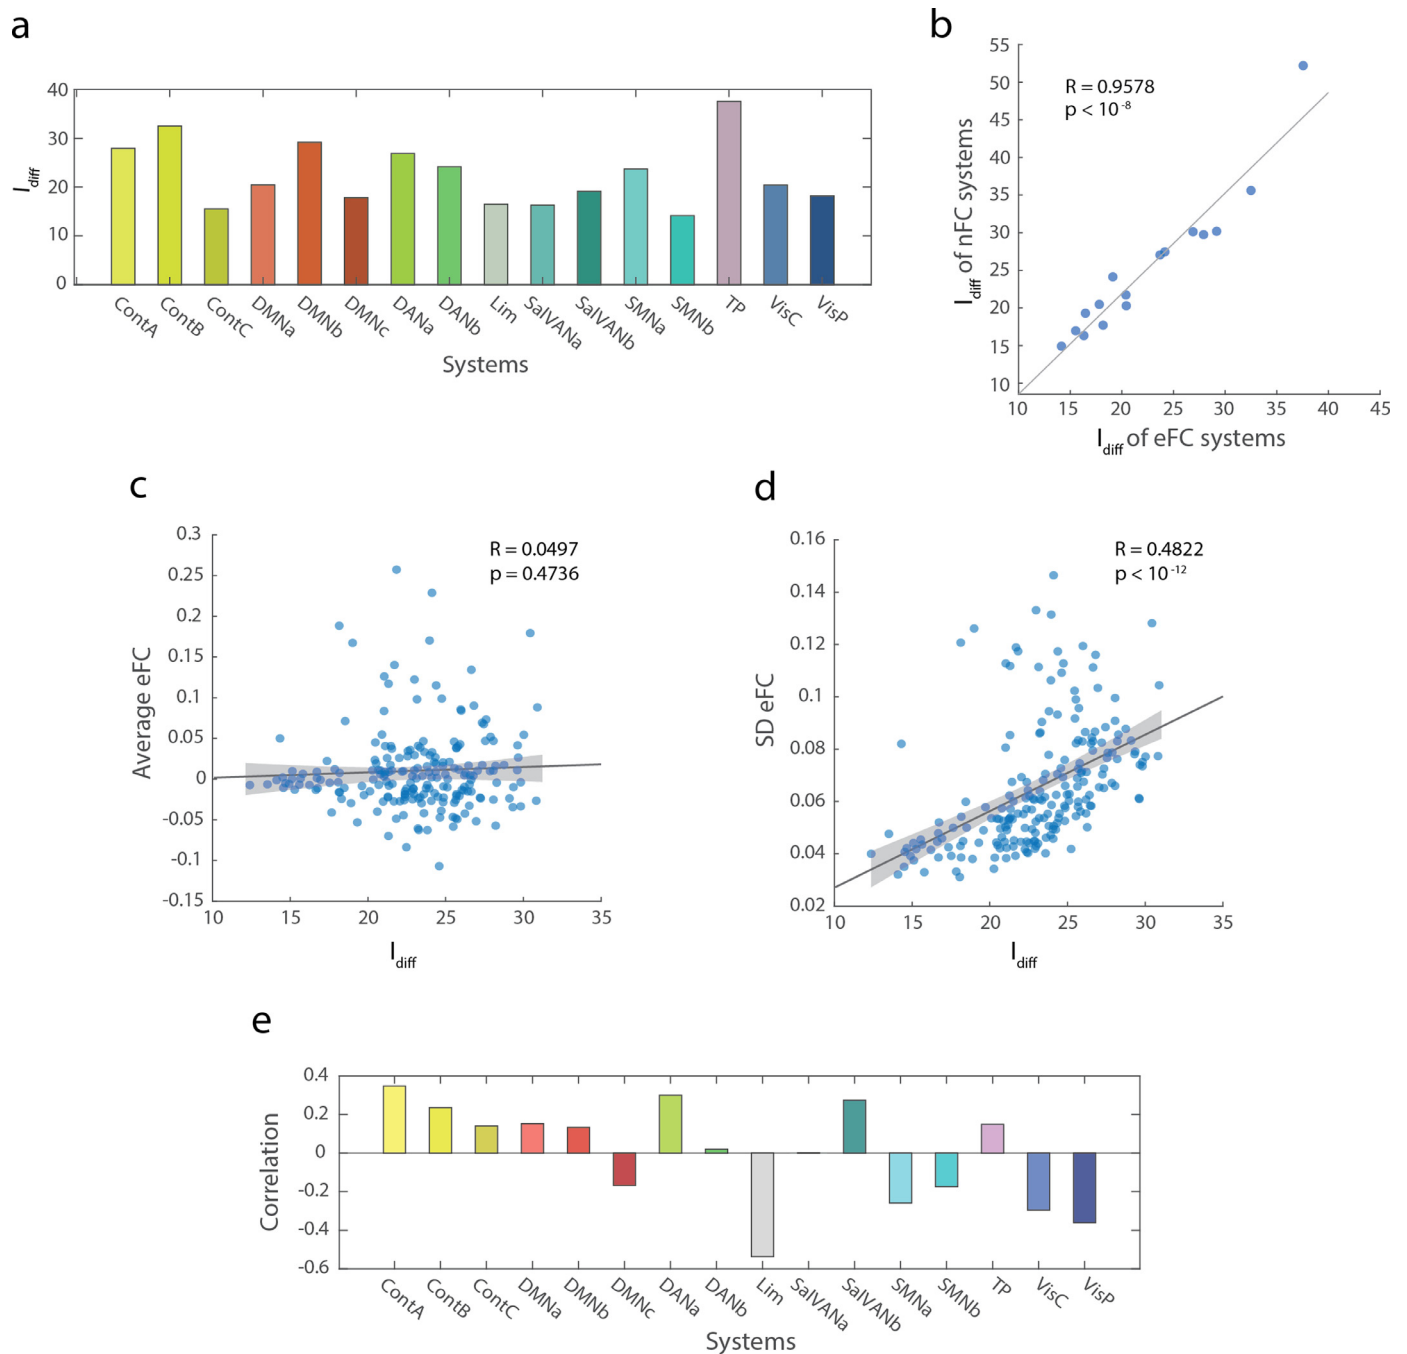 a
40
30
20
10
0
I diff
ContA
ContB
ContC
DMNa
DMNb
DMNc
DANa
DANb
Lim
SalVANa
SalVANb
SMNa
SMNb
TP
VisC
VisP
Systems
b
55
50
45
40
35
30
25
20
15
10
I diff of nFC systems
R = 0.9578
p < 10 -8
10 15 20 25 30 35 40 45
I diff of eFC systems
c
0.3
0.25
0.2
0.15
0.1
0.05
0
-0.05
-0.1
-0.15
Average eFC
R = 0.0497
p = 0.4736
10 15 20 25 30 35
I diff
d
0.16
0.14
0.12
0.1
0.08
0.06
0.04
0.02
SD eFC
R = 0.4822
p < 10 -12
10 15 20 25 30 35
I diff
e
0.4
0.2
0
-0.2
-0.4
-0.6
Correlation
ContA
ContB
ContC
DMNa
DMNb
DMNc
DANa
DANb
Lim
SalVANa
SalVANb
SMNa
SMNb
TP
VisC
VisP
Systems